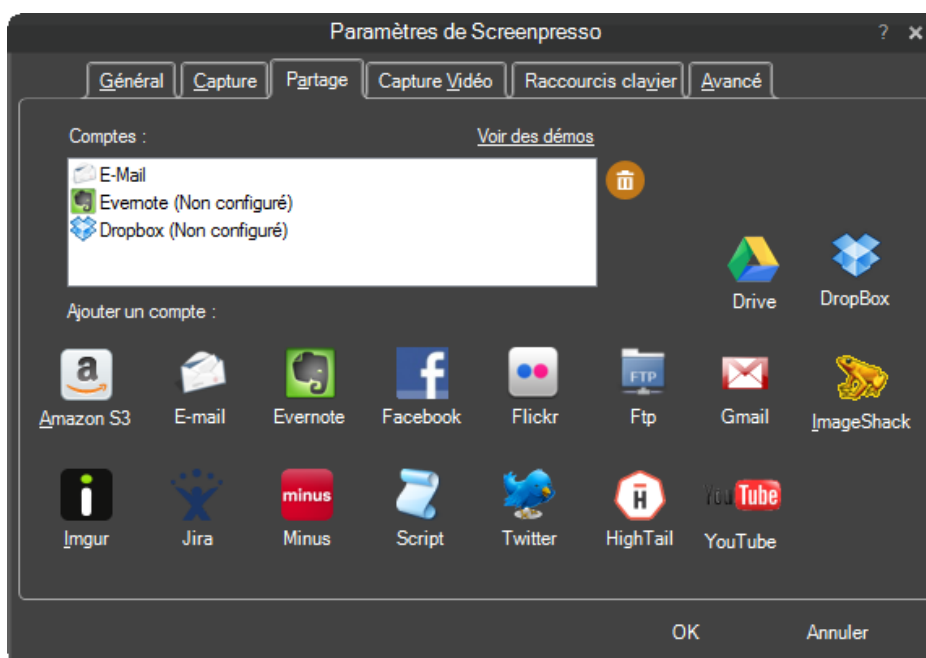 Paramètres de Screenpresso ?
Général Capture Partage Capture Vidéo Raccourcis clavier Avancé
Comptes : Voir des démos
E-Mail
Evernote (Non configuré)
Dropbox (Non configuré)
Drive DropBox
Ajouter un compte :
a f FTP
Amazon S3 E-mail Evernote Facebook Flickr Ftp Gmail ImageShack
i minus H You Tube
Imgur Jira Minus Script Twitter HighTail YouTube
OK Annuler